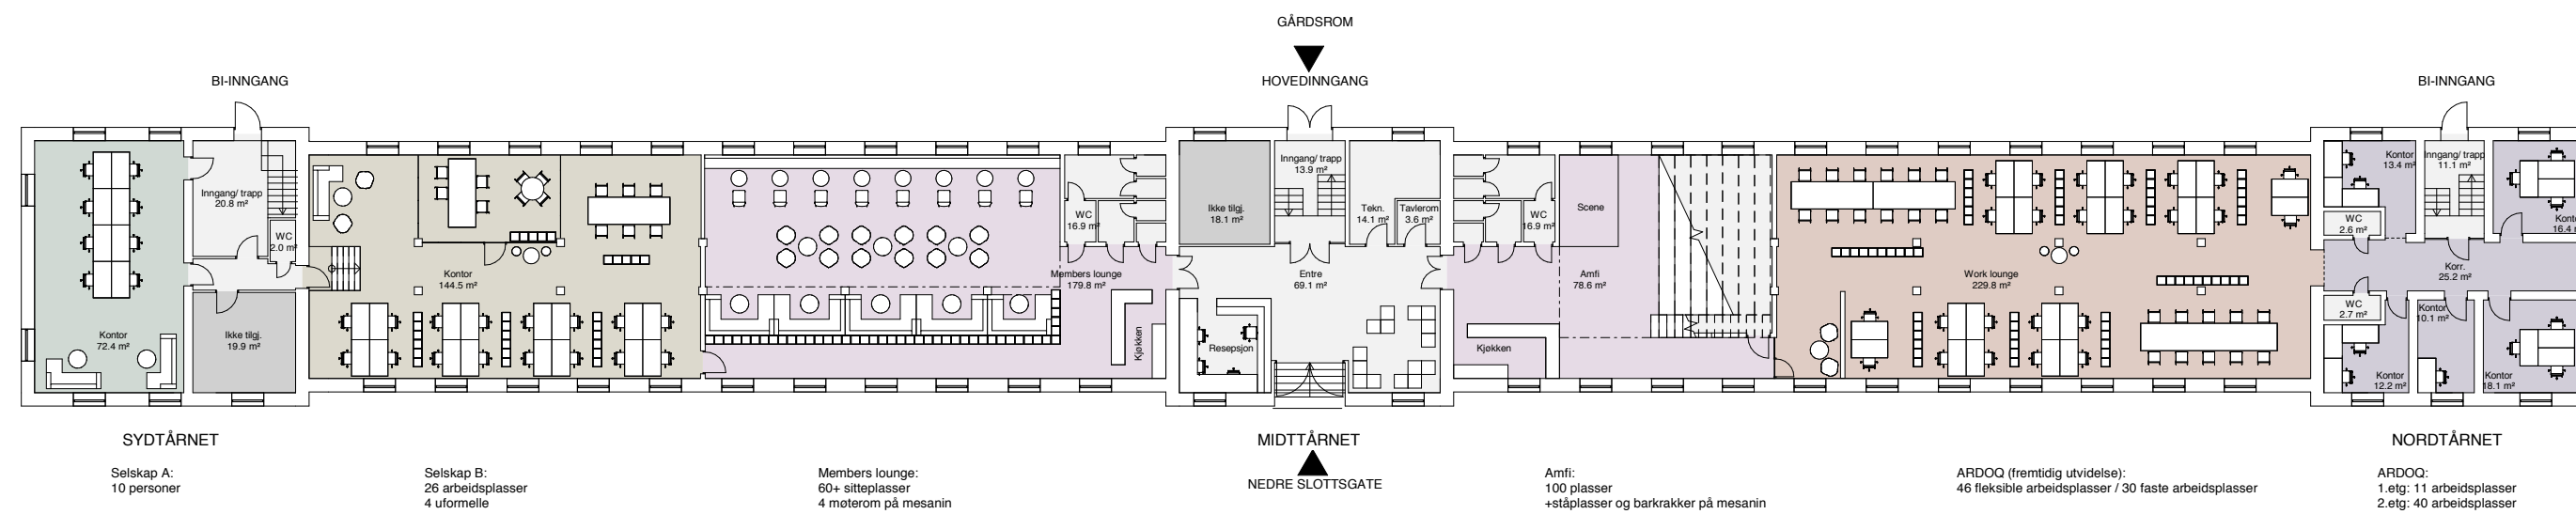 GÅRDSROM
HOVEDINNGANG
BI-INNGANG
BI-INNGANG
Inngang/ trapp
20.8 m²
WC
2.0 m²
Kontor
72.4 m²
Ikke tilgj.
19.9 m²
Kontor
144.5 m²
Members lounge
179.8 m²
WC
16.9 m²
Kjøkken
Ikke tilgj.
18.1 m²
Inngang/ trapp
13.9 m²
Tekn.
14.1 m²
Tavlerom
3.6 m²
Entre
69.1 m²
Resepsjon
WC
16.9 m²
Scene
Amfi
78.6 m²
Kjøkken
Work lounge
229.8 m²
Kontor
13.4 m²
Inngang/ trapp
11.1 m²
WC
2.6 m²
Korr.
25.2 m²
WC
2.7 m²
Kontor
10.1 m²
Kontor
12.2 m²
Kontor
18.1 m²
16.4
SYDTÅRNET
MIDTTÅRNET
NORDTÅRNET
NEDRE SLOTTSGATE
Selskap A:
10 personer
Selskap B:
26 arbeidsplasser
4 uformelle
Members lounge:
60+ sitteplasser
4 møterom på mesanin
Amfi:
100 plasser
+ståplasser og barkrakker på mesanin
ARDOQ (fremtidig utvidelse):
46 fleksible arbeidsplasser / 30 faste arbeidsplasser
ARDOQ:
1.etg: 11 arbeidsplasser
2.etg: 40 arbeidsplasser